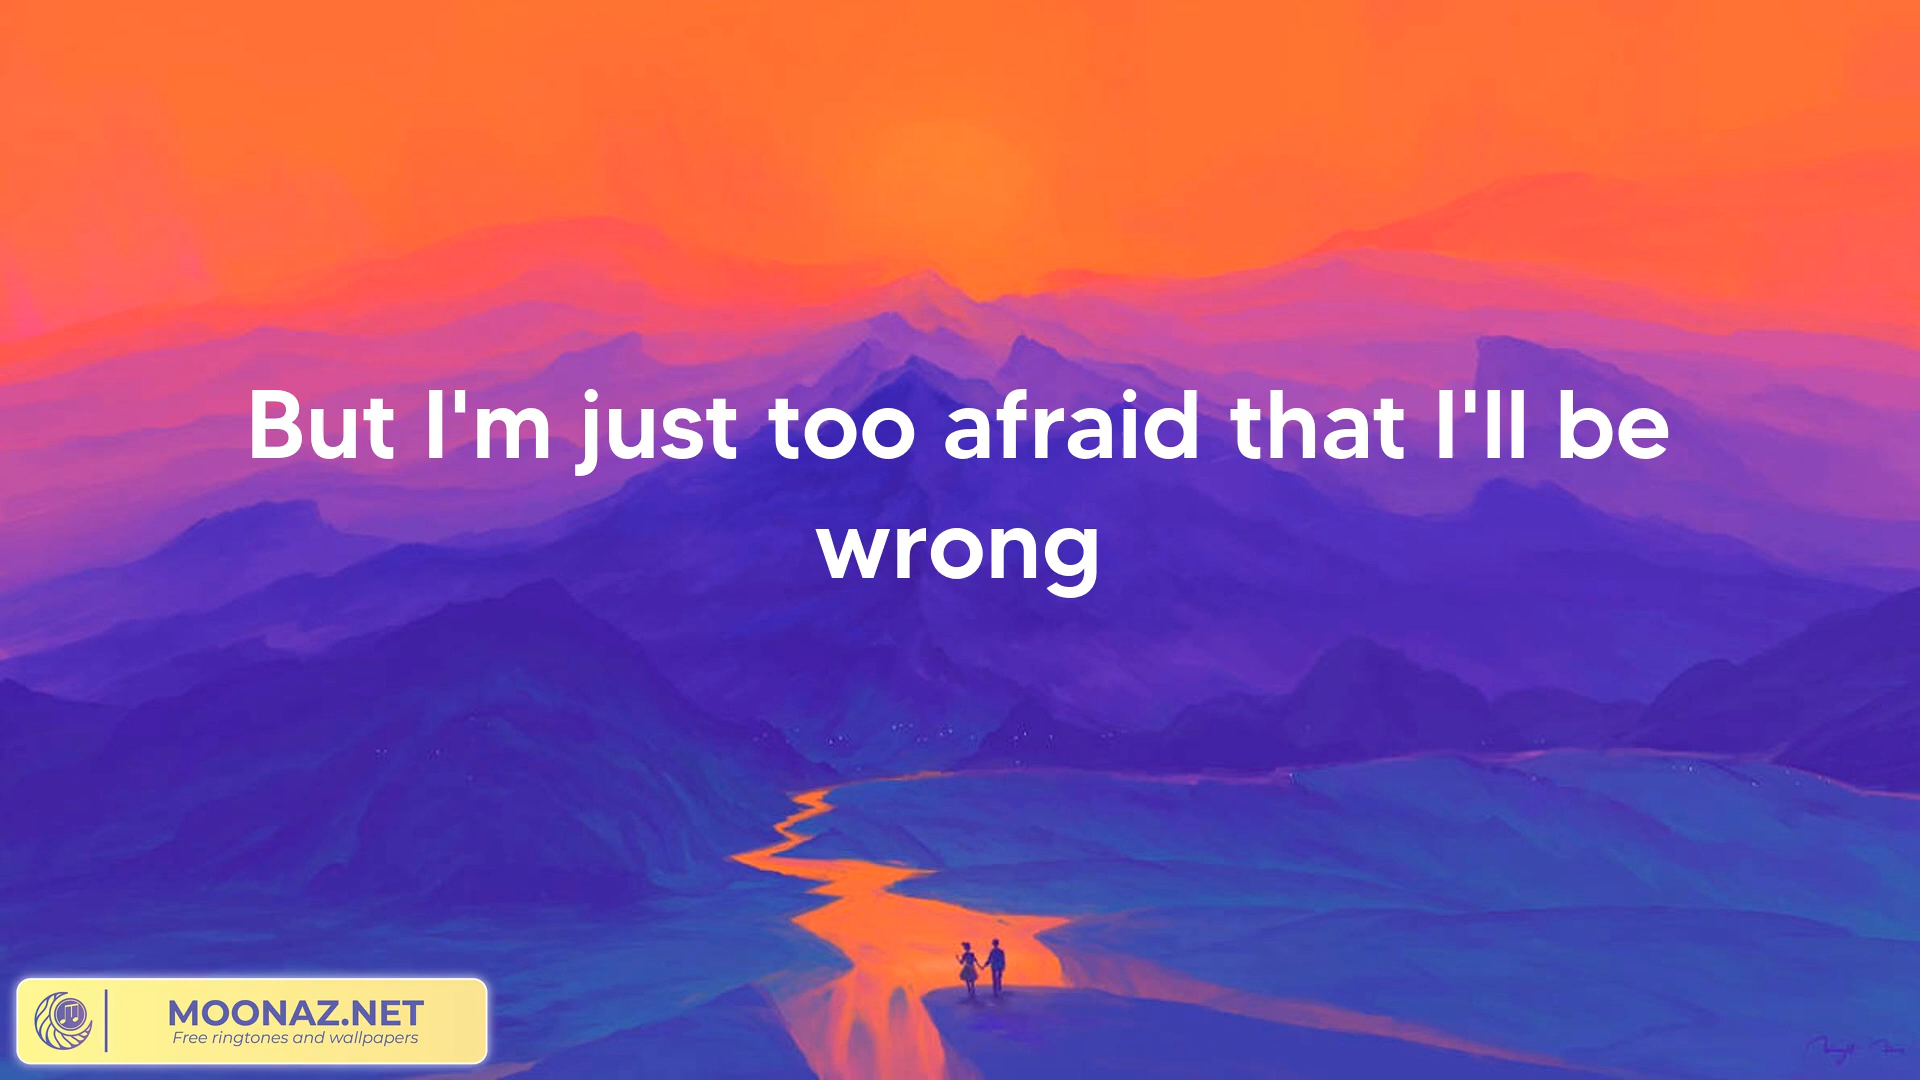 But I'm just too afraid that I'll be
wrong
MOONAZ.NET
Free ringtones and wallpapers